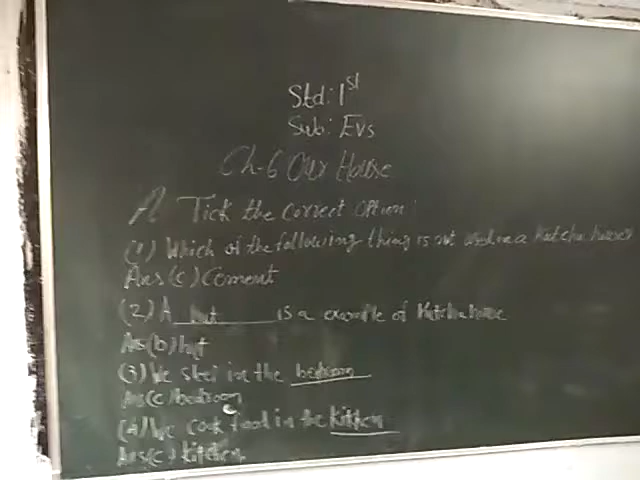 Std: 1st
Sub: Evs
Ch-6 Our House
A Tick the correct option:
(1) Which of the following thing is not used in a Kutcha house?
Ans(c) Cement
(2) A hut is a example of Kutcha house
As(b) hut
(3) We sleep in the bedroom
Ans(c) bedroom
(4) We cook food in the kitchen
Ans(c) kitchen